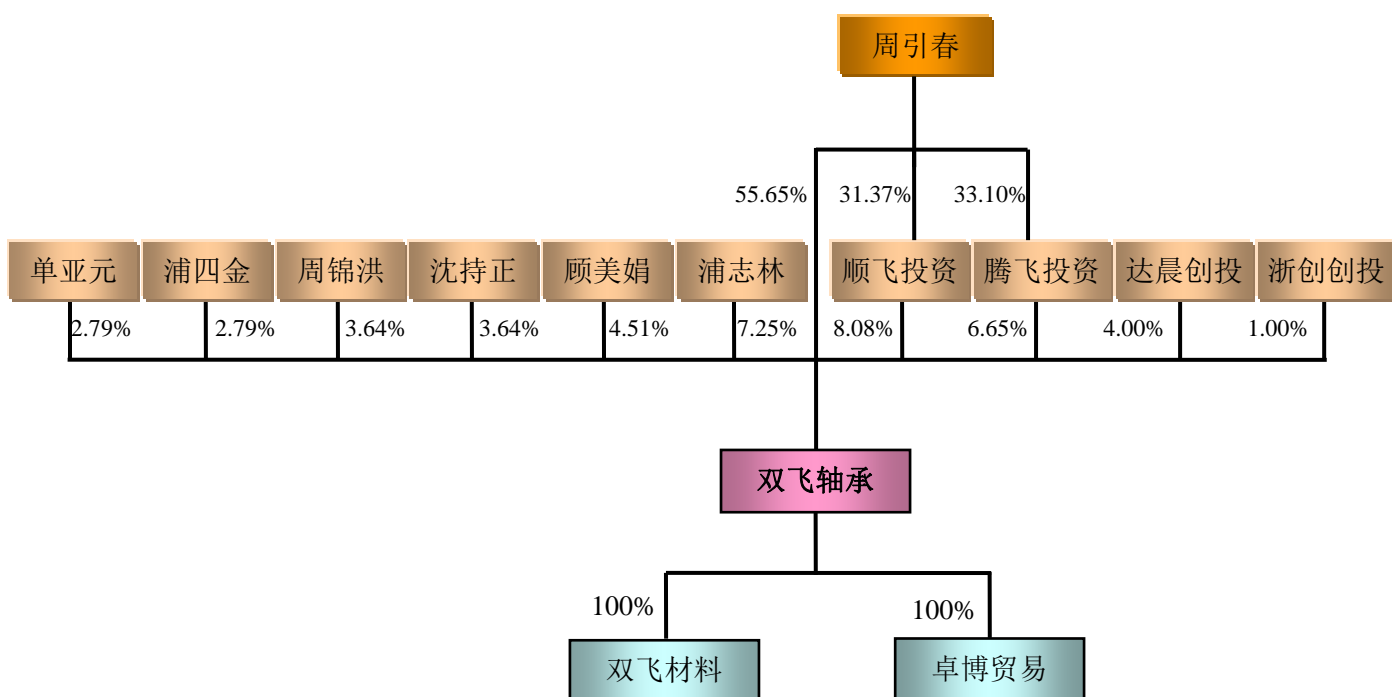 周引春
55.65%
31.37%
33.10%
单亚元
浦四金
周锦洪
沈持正
顾美娟
浦志林
顺飞投资
腾飞投资
达晨创投
浙创创投
2.79%
2.79%
3.64%
3.64%
4.51%
7.25%
8.08%
6.65%
4.00%
1.00%
双飞轴承
100%
100%
双飞材料
卓博贸易